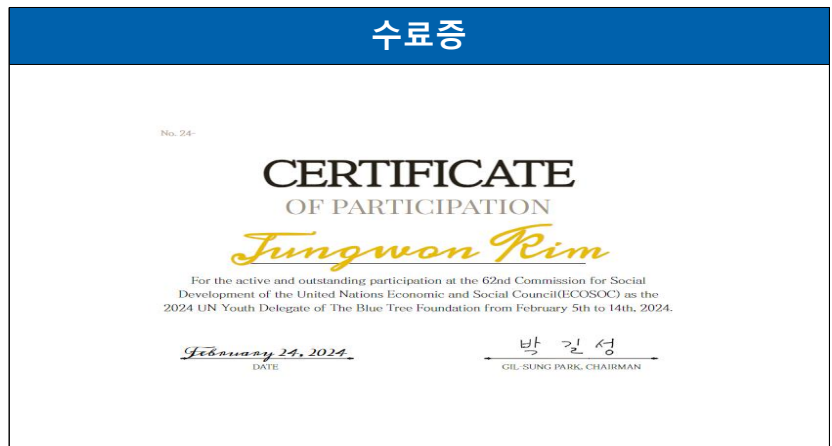 수료증
No. 24-
CERTIFICATE
OF PARTICIPATION
Jungwon Kim
For the active and outstanding participation at the 62nd Commission for Social
Development of the United Nations Economic and Social Council(ECOSOC) as the
2024 UN Youth Delegate of The Blue Tree Foundation from February 5th to 14th, 2024.
February 24, 2024
박 길 성
DATE
GIL-SUNG PARK, CHAIRMAN